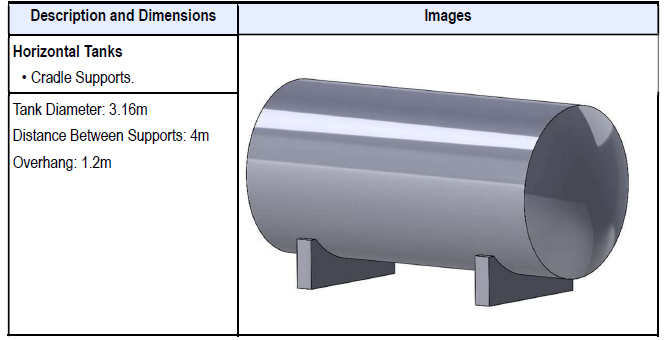 Description and Dimensions
Images
Horizontal Tanks
• Cradle Supports.
Tank Diameter: 3.16m
Distance Between Supports: 4m
Overhang: 1.2m